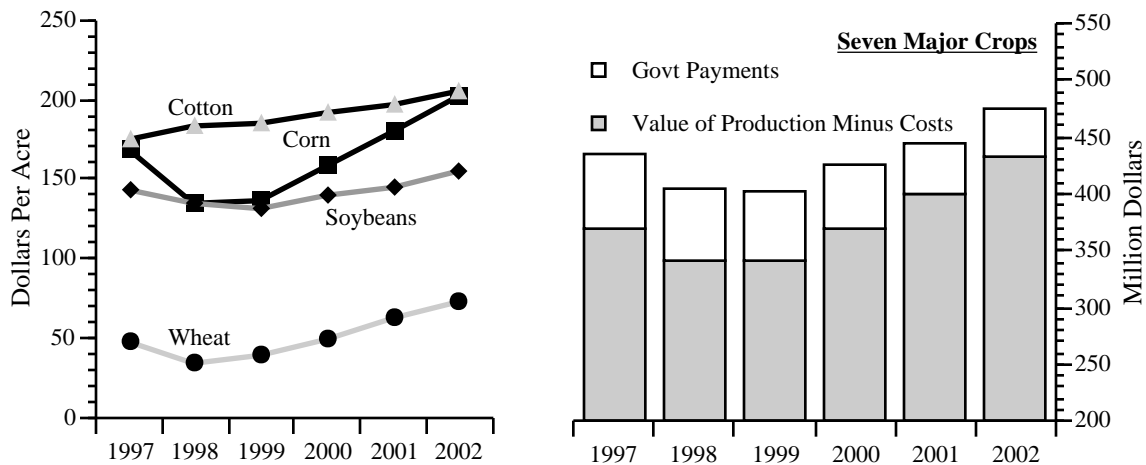 Dollars Per Acre
250
200
150
100
50
0
Cotton
Corn
Soybeans
Wheat
1997 1998 1999 2000 2001 2002
Seven Major Crops
Govt Payments
Value of Production Minus Costs
550
500
450
400
350
300
250
200
Million Dollars
1997 1998 1999 2000 2001 2002